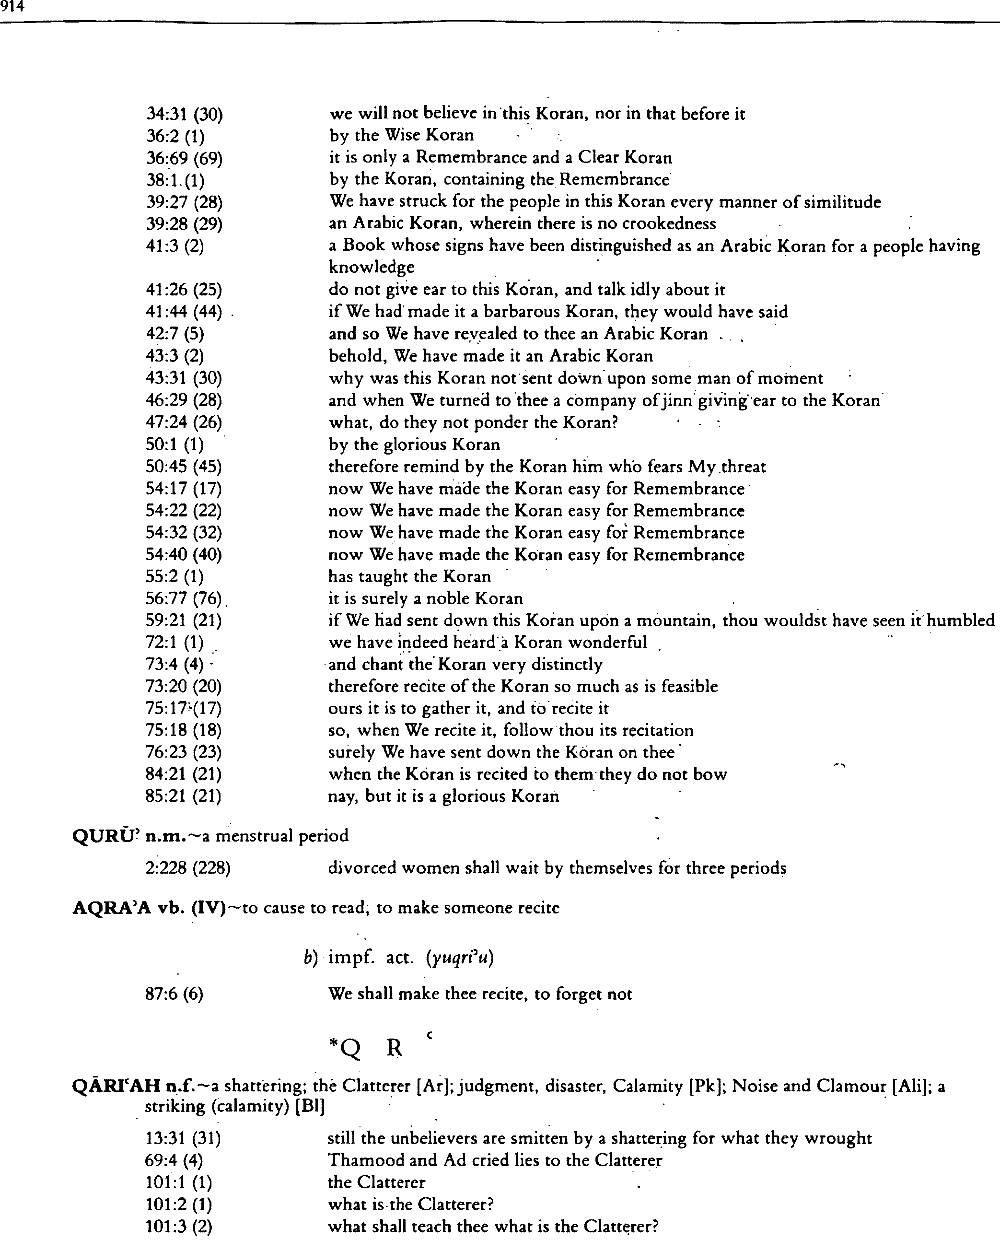 914
34:31 (30) we will not believe in this Koran, nor in that before it
36:2 (1) by the Wise Koran
36:69 (69) it is only a Remembrance and a Clear Koran
38:1 (1) by the Koran, containing the Remembrance
39:27 (28) We have struck for the people in this Koran every manner of similitude
39:28 (29) an Arabic Koran, wherein there is no crookedness
41:3 (2) a Book whose signs have been distinguished as an Arabic Koran for a people having
knowledge
41:26 (25) do not give ear to this Koran, and talk idly about it
41:44 (44) if We had made it a barbarous Koran, they would have said
42:7 (5) and so We have revealed to thee an Arabic Koran
43:3 (2) behold, We have made it an Arabic Koran
43:31 (30) why was this Koran not sent down upon some man of moment
46:29 (28) and when We turned to thee a company of jinn giving ear to the Koran
47:24 (26) what, do they not ponder the Koran?
50:1 (1) by the glorious Koran
50:45 (45) therefore remind by the Koran him who fears My threat
54:17 (17) now We have made the Koran easy for Remembrance
54:22 (22) now We have made the Koran easy for Remembrance
54:32 (32) now We have made the Koran easy for Remembrance
54:40 (40) now We have made the Koran easy for Remembrance
55:2 (1) has taught the Koran
56:77 (76) it is surely a noble Koran
59:21 (21) if We had sent down this Koran upon a mountain, thou wouldst have seen it humbled
72:1 (1) we have indeed heard a Koran wonderful
73:4 (4) and chant the Koran very distinctly
73:20 (20) therefore recite of the Koran so much as is feasible
75:17 (17) ours it is to gather it, and to recite it
75:18 (18) so, when We recite it, follow thou its recitation
76:23 (23) surely We have sent down the Koran on thee
84:21 (21) when the Koran is recited to them they do not bow
85:21 (21) nay, but it is a glorious Koran
QURŪʾ n.m.~a menstrual period
2:228 (228) divorced women shall wait by themselves for three periods
AQRAʾA vb. (IV)~to cause to read, to make someone recite
b) impf. act. (yuqriʾu)
87:6 (6) We shall make thee recite, to forget not
*Q R ʿ
QĀRIʿAH n.f.~a shattering; the Clatterer [Ar]; judgment, disaster, Calamity [Pk]; Noise and Clamour [Ali]; a
striking (calamity) [Bl]
13:31 (31) still the unbelievers are smitten by a shattering for what they wrought
69:4 (4) Thamood and Ad cried lies to the Clatterer
101:1 (1) the Clatterer
101:2 (1) what is the Clatterer?
101:3 (2) what shall teach thee what is the Clatterer?